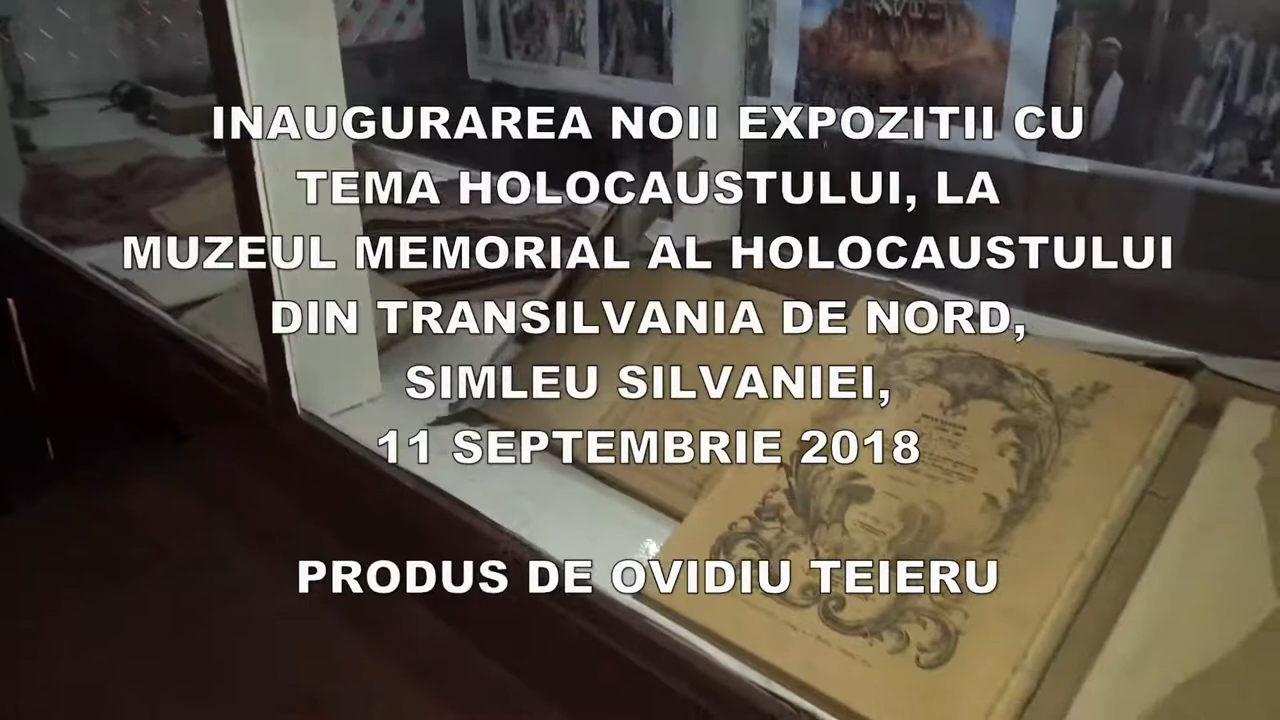 INAUGURAREA NOII EXPOZITII CU
TEMA HOLOCAUSTULUI, LA
MUZEUL MEMORIAL AL HOLOCAUSTULUI
DIN TRANSILVANIA DE NORD,
SIMLEU SILVANIEI,
11 SEPTEMBRIE 2018
PRODUS DE OVIDIU TEIERU